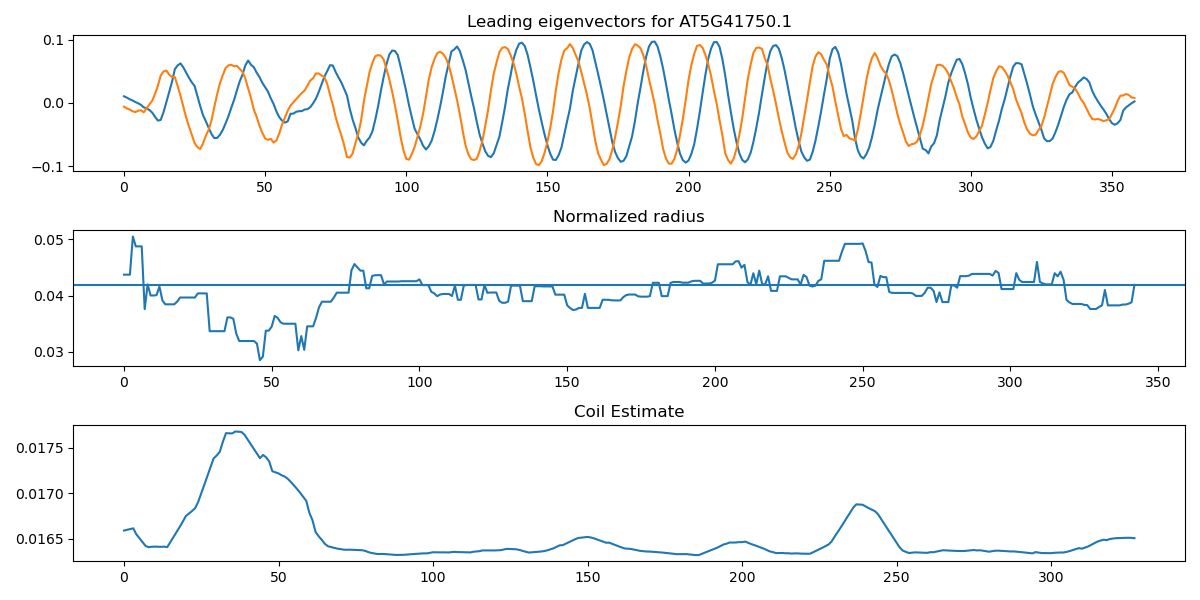 Leading eigenvectors for AT5G41750.1
0.1
0.0
−0.1
0 50 100 150 200 250 300 350
Normalized radius
0.05
0.04
0.03
0 50 100 150 200 250 300 350
Coil Estimate
0.0175
0.0170
0.0165
0 50 100 150 200 250 300